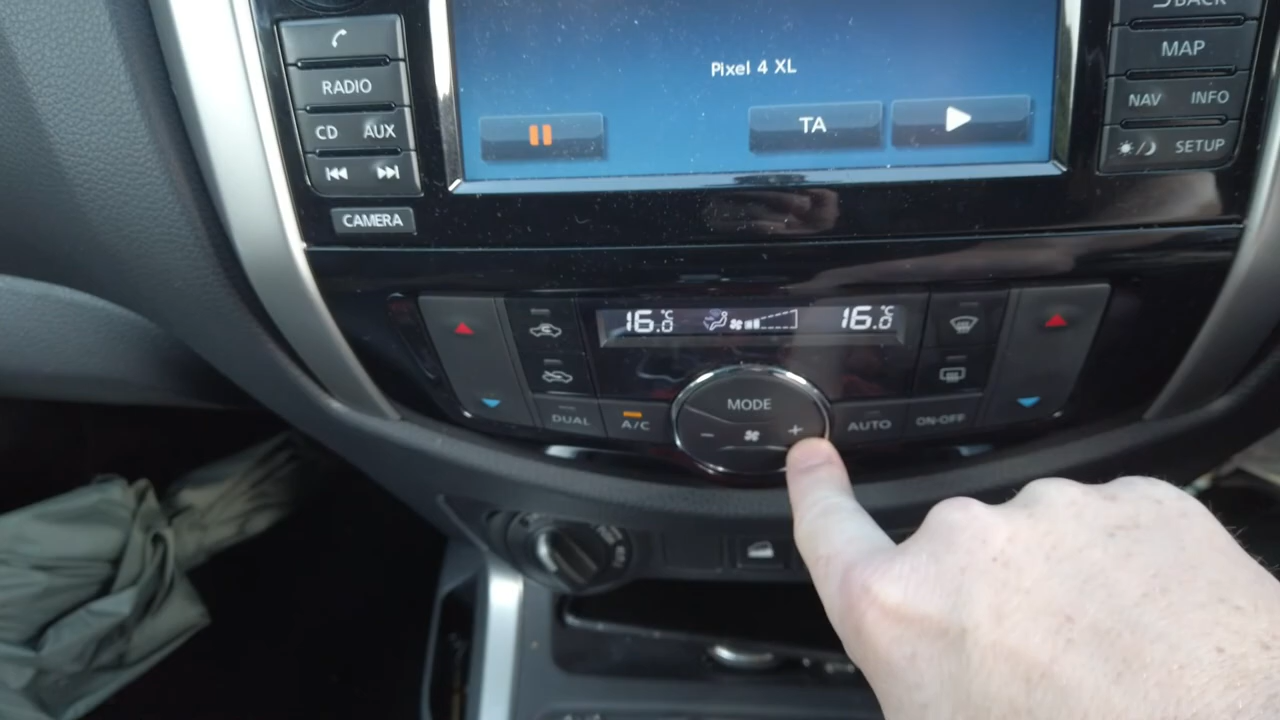 BACK
Pixel 4 XL
MAP
RADIO
NAV INFO
CD AUX
TA
SETUP
CAMERA
16.0 °C
16.0 °C
MODE
DUAL
A/C
- +
AUTO
ON·OFF